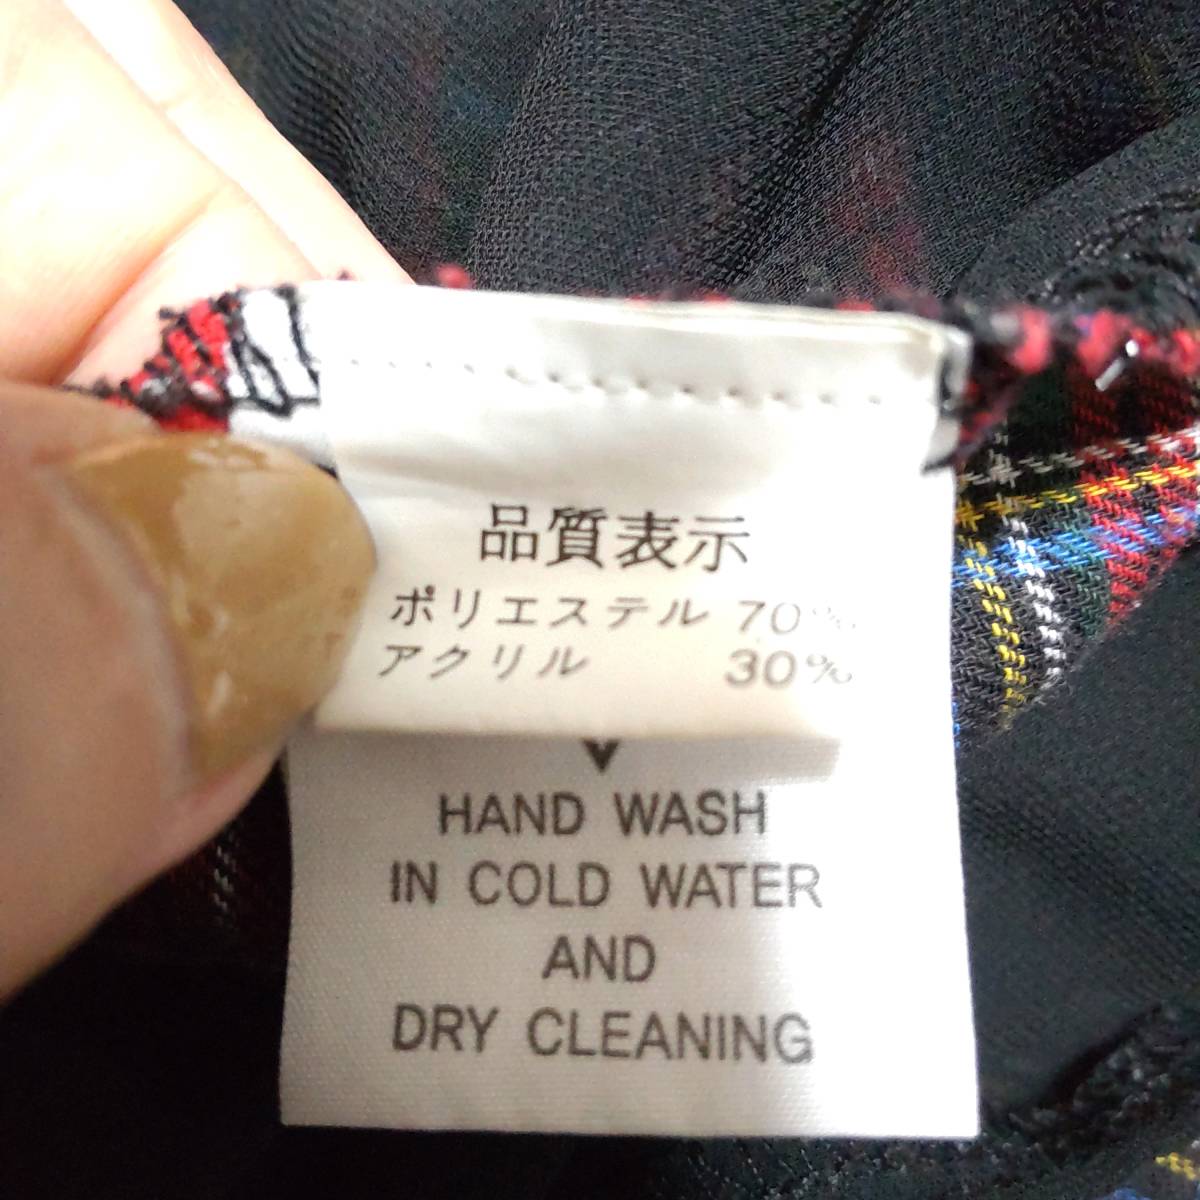 品質表示
ポリエステル 70%
アクリル 30%
HAND WASH
IN COLD WATER
AND
DRY CLEANING